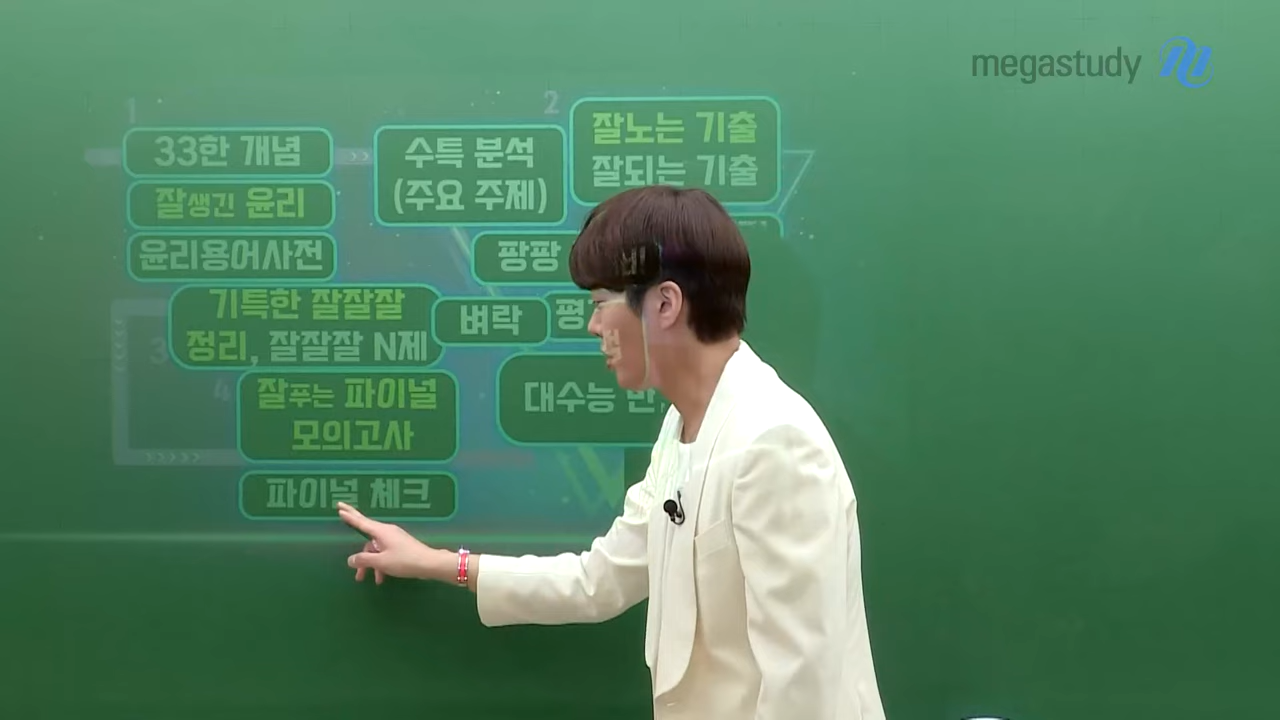 megastudy
1
2
33한 개념
수특 분석
(주요 주제)
잘노는 기출
잘되는 기출
잘생긴 윤리
윤리용어사전
팡팡
기특한 잘잘잘
정리, 잘잘잘 N제
벼락
3
4
잘푸는 파이널
모의고사
대수능
파이널 체크